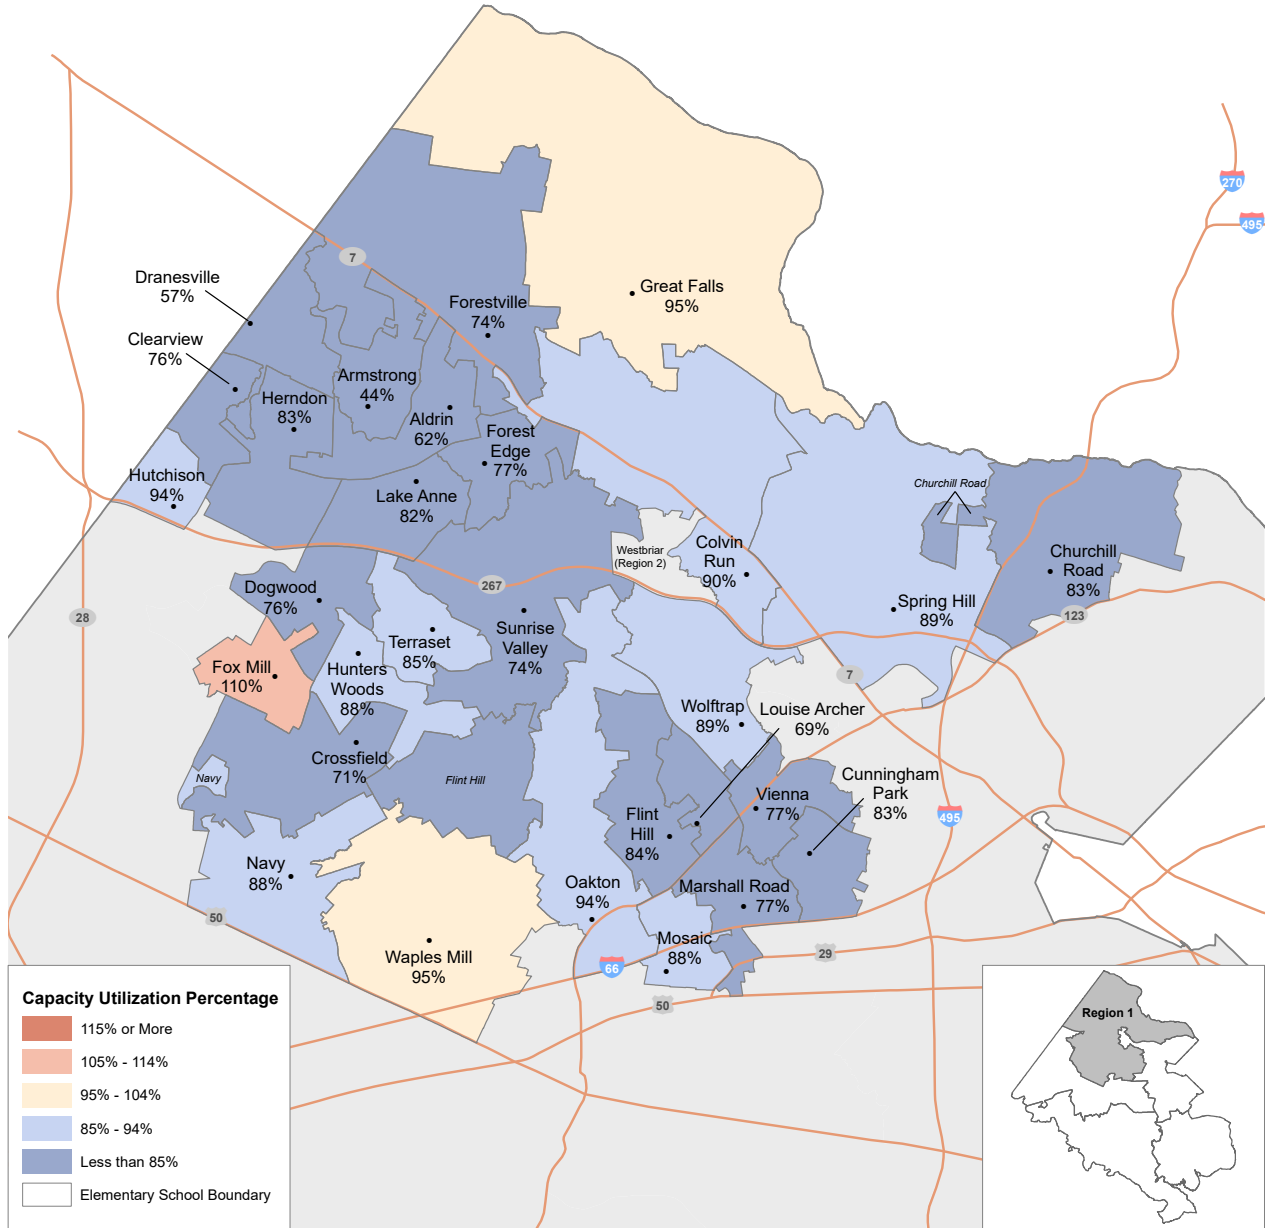 270
495
7
Dranesville
57%
Great Falls
95%
Forestville
74%
Clearview
76%
Armstrong
44%
Herndon
83%
Aldrin
62%
Forest
Edge
77%
Hutchison
94%
Lake Anne
82%
Churchill Road
Westbriar
(Region 2)
Colvin
Run
90%
Churchill
Road
83%
Dogwood
76%
267
28
Spring Hill
89%
123
Terraset
85%
Sunrise
Valley
74%
Fox Mill
110%
Hunters
Woods
88%
7
Wolftrap
89%
Louise Archer
69%
Crossfield
71%
Navy
Flint Hill
Cunningham
Park
83%
Vienna
77%
495
Flint
Hill
84%
Navy
88%
Oakton
94%
Marshall Road
77%
50
Mosaic
88%
29
Waples Mill
95%
66
50
Capacity Utilization Percentage
115% or More
105% - 114%
95% - 104%
85% - 94%
Less than 85%
Elementary School Boundary
Region 1